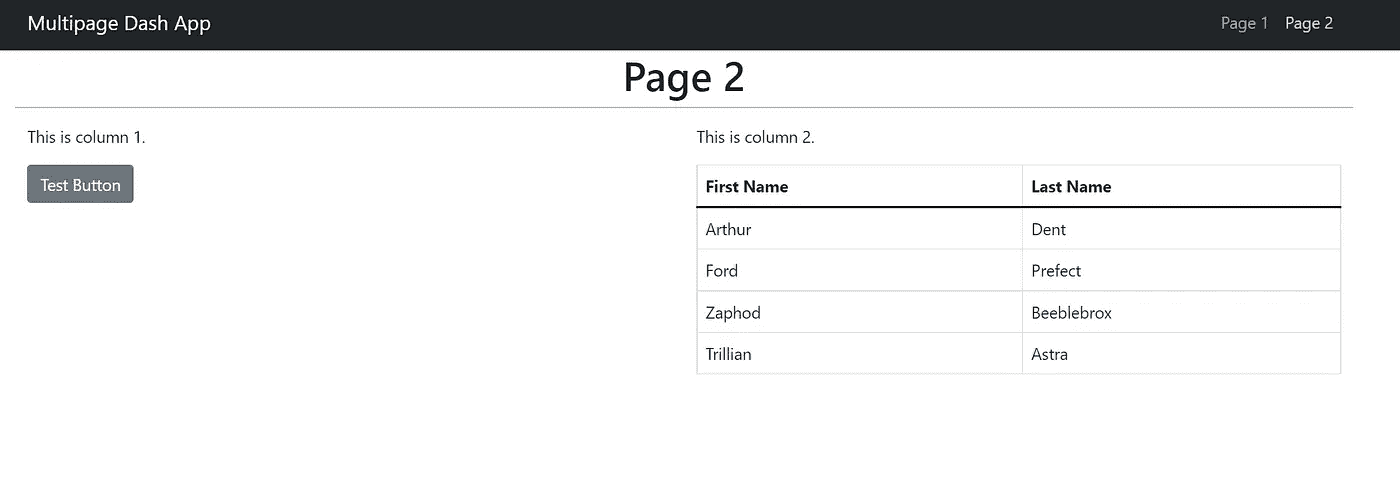 Multipage Dash App
Page 1 Page 2
Page 2
This is column 1.
Test Button
This is column 2.
First Name Last Name
Arthur Dent
Ford Prefect
Zaphod Beeblebrox
Trillian Astra